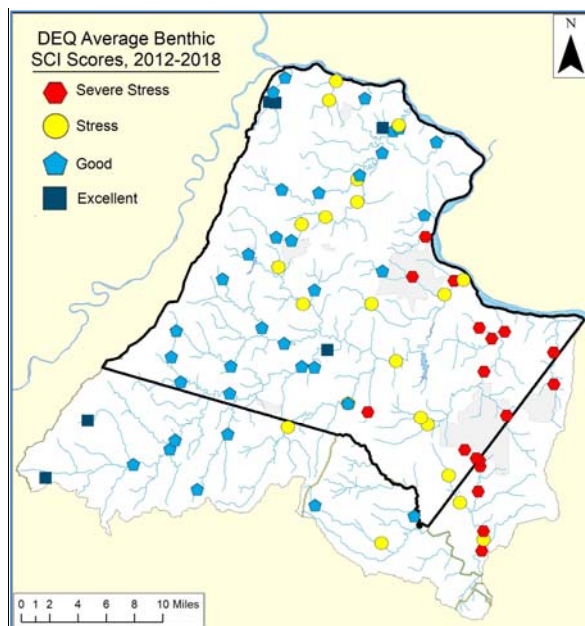 DEQ Average Benthic
SCI Scores, 2012-2018
Severe Stress
Stress
Good
Excellent
N
0 1 2 4 6 8 10 Miles